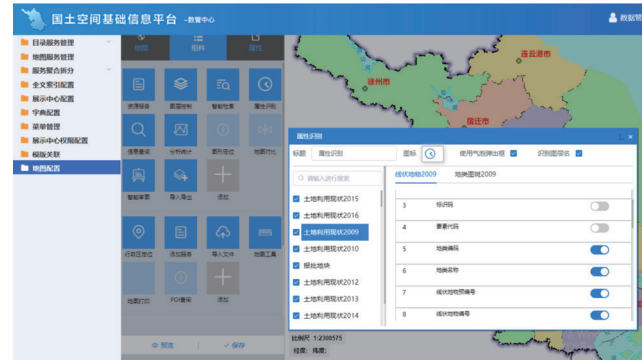 国土空间基础信息平台 -数管中心
数据管
目录服务管理
地图服务管理
服务聚合拆分
全文索引配置
展示中心配置
字典配置
菜单管理
展示中心权限配置
模版关联
地图配置
地图
组件
属性
资源服务
图层控制
智能检索
属性识别
信息查询
分析统计
图形定位
地图对比
智能审图
导入导出
添加
行政区定位
添加服务
导入文件
地图工具
地图打印
POI查询
添加
预览
保存
连云港市
徐州市
宿迁市
属性识别
标题
属性识别
图标
使用气泡弹出框
识别图层名
请输入进行搜索
线状地物2009
地类图斑2009
土地利用现状2015
土地利用现状2016
土地利用现状2009
土地利用现状2010
报批地块
土地利用现状2012
土地利用现状2013
土地利用现状2014
3 标识码
4 要素代码
5 地类编码
6 地类名称
7 线状地物预编号
8 线状地物编号
比例尺 1:2308575
经度: 纬度: